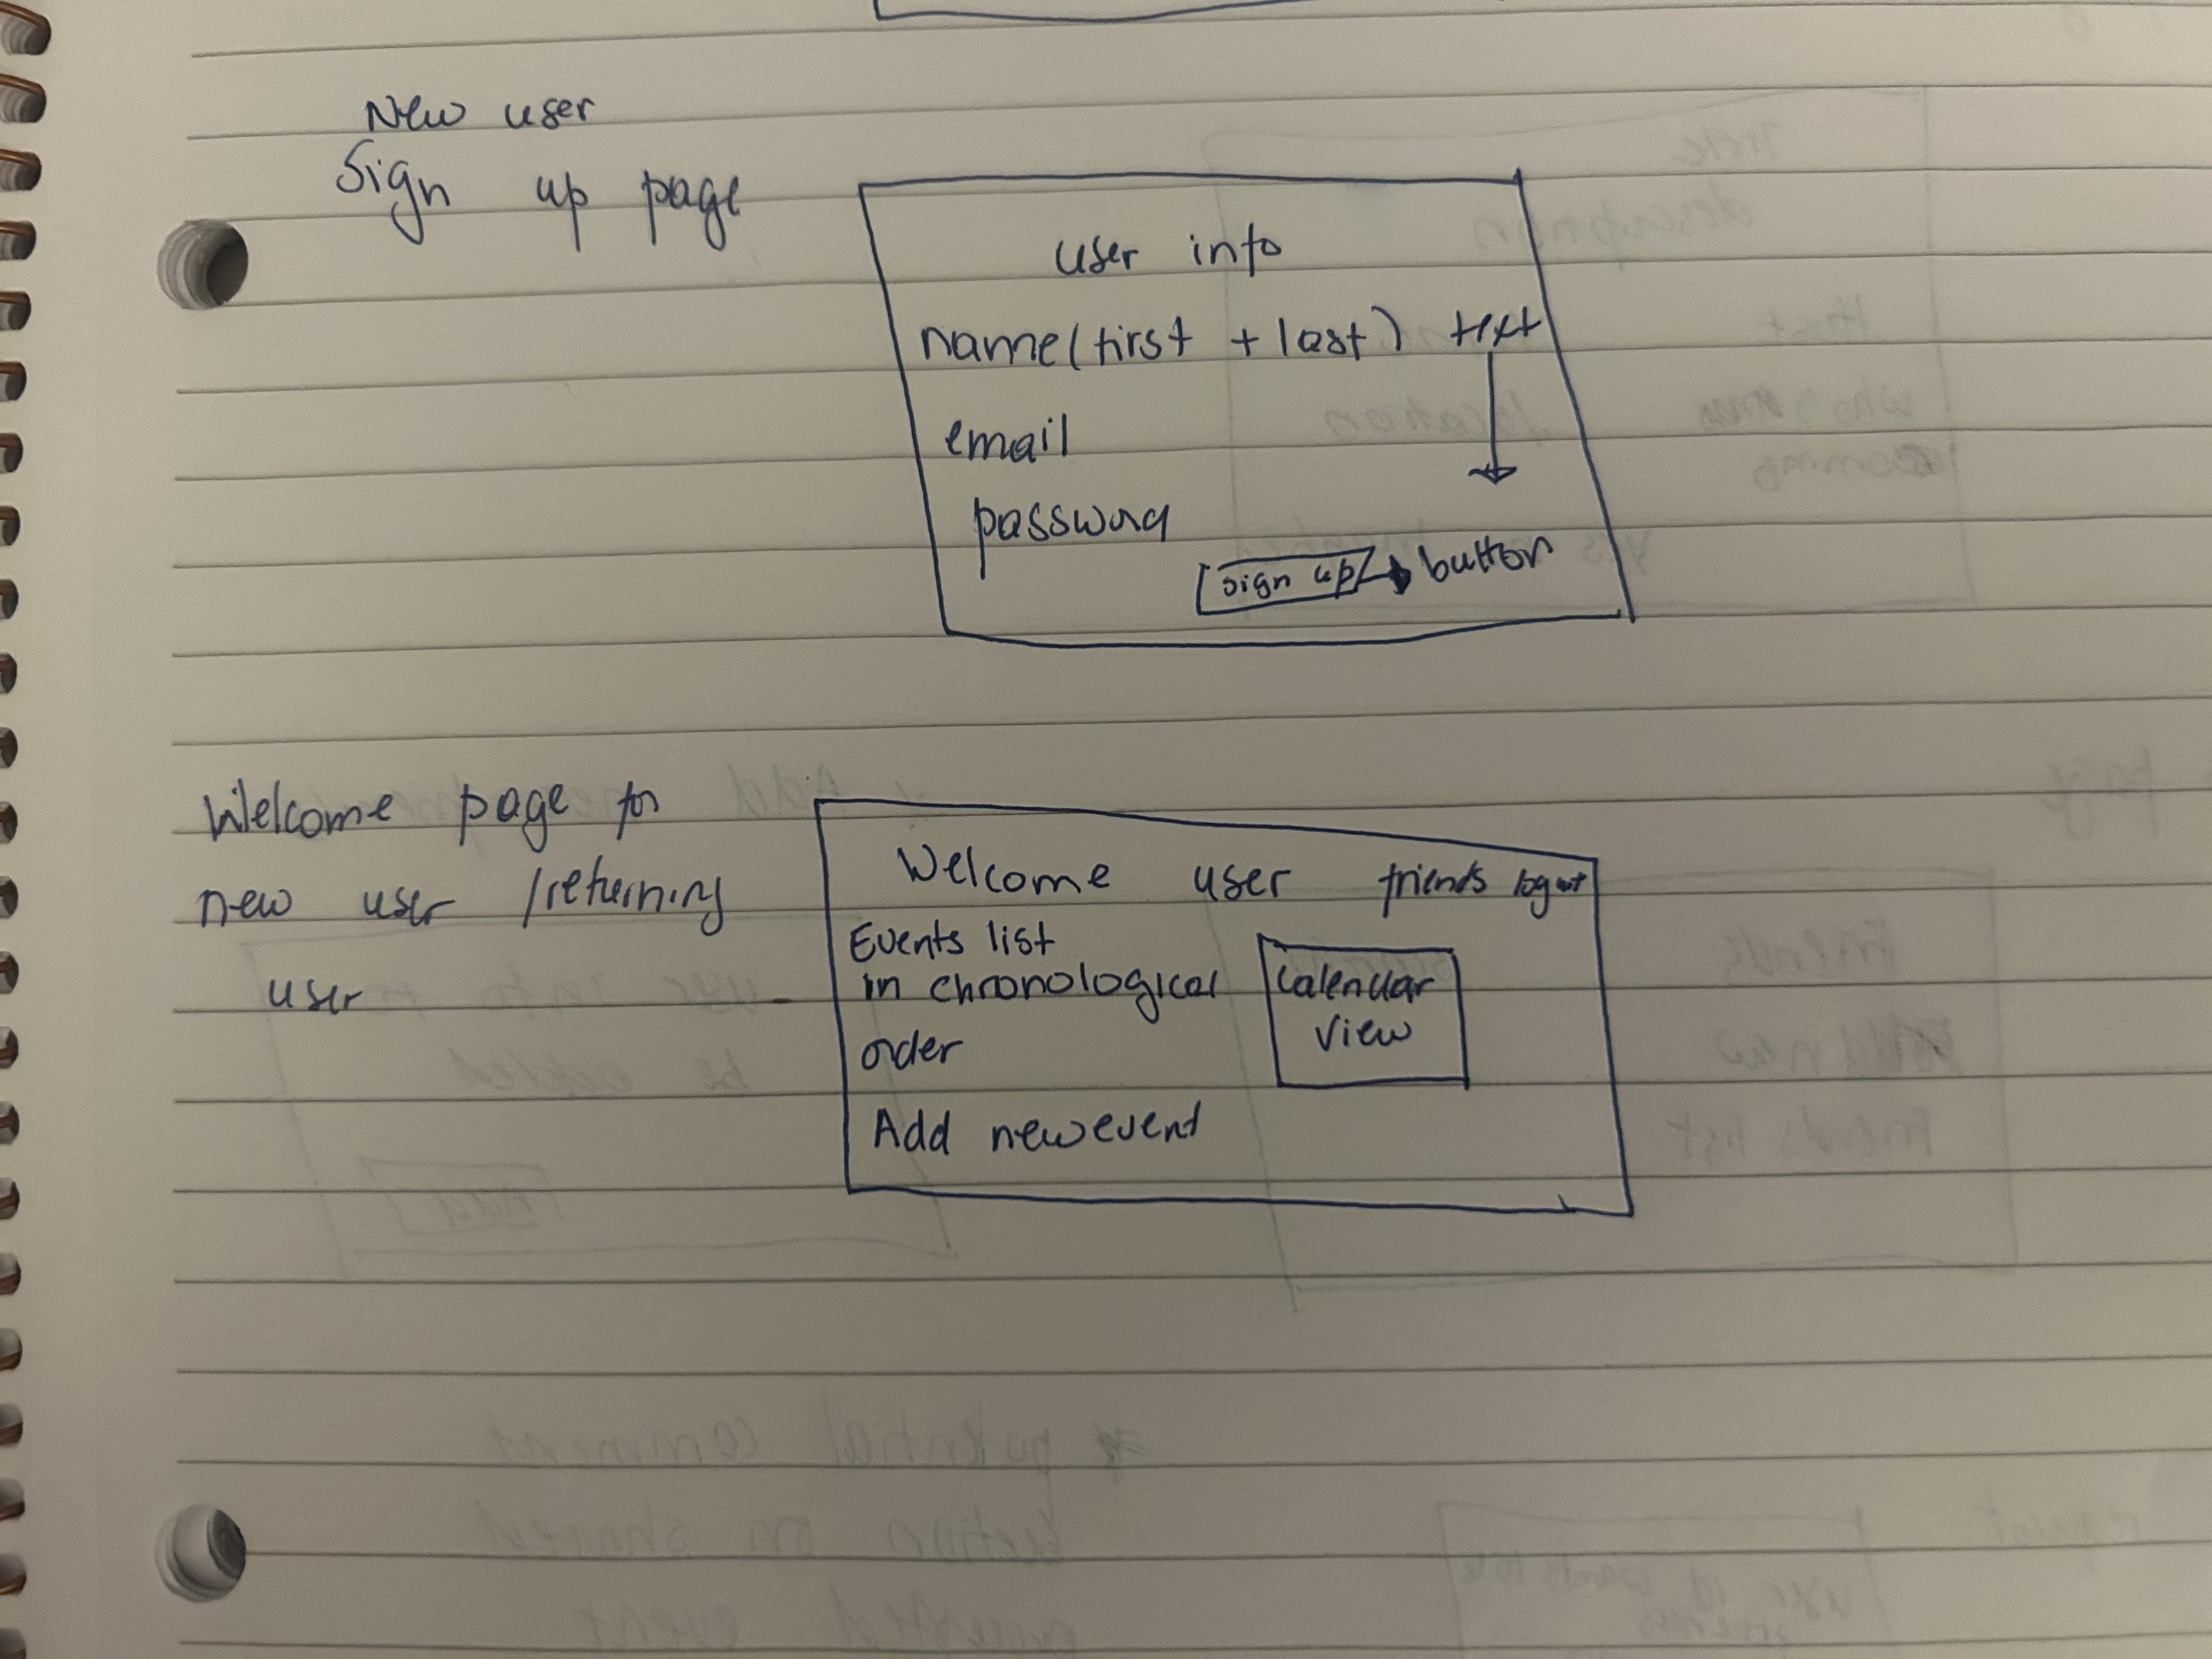 New user
Sign up page
user info
name (first + last) text
email
password
sign up button
Welcome page for
new user / returning
user
Welcome user friends logout
Events list
in chronological
order
Calendar
View
Add new event